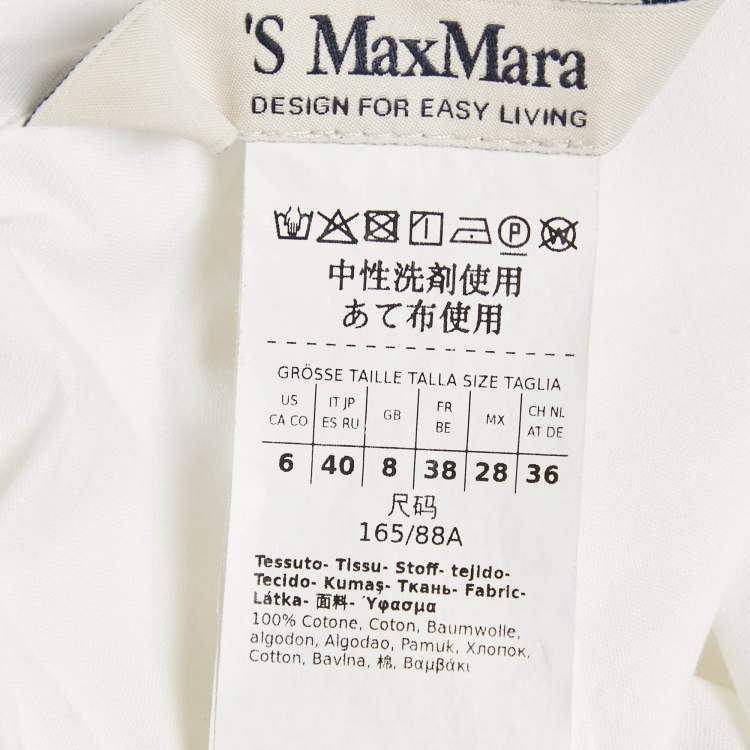 'S MaxMara
DESIGN FOR EASY LIVING
P W
中性洗剤使用
あて布使用
GRÖSSE TAILLE TALLA SIZE TAGLIA
US IT JP GB FR MX CH NL
CA CO ES RU BE AT DE
6 40 8 38 28 36
尺码
165/88A
Tessuto- Tissu- Stoff- tejido-
Tecido- Kumaş- Ткань- Fabric-
Látka- 面料- Ύφασμα
100% Cotone, Coton, Baumwolle,
algodon, Algodao, Pamuk, Хлопок,
Cotton, Bavlna, 棉, Βαμβάκι